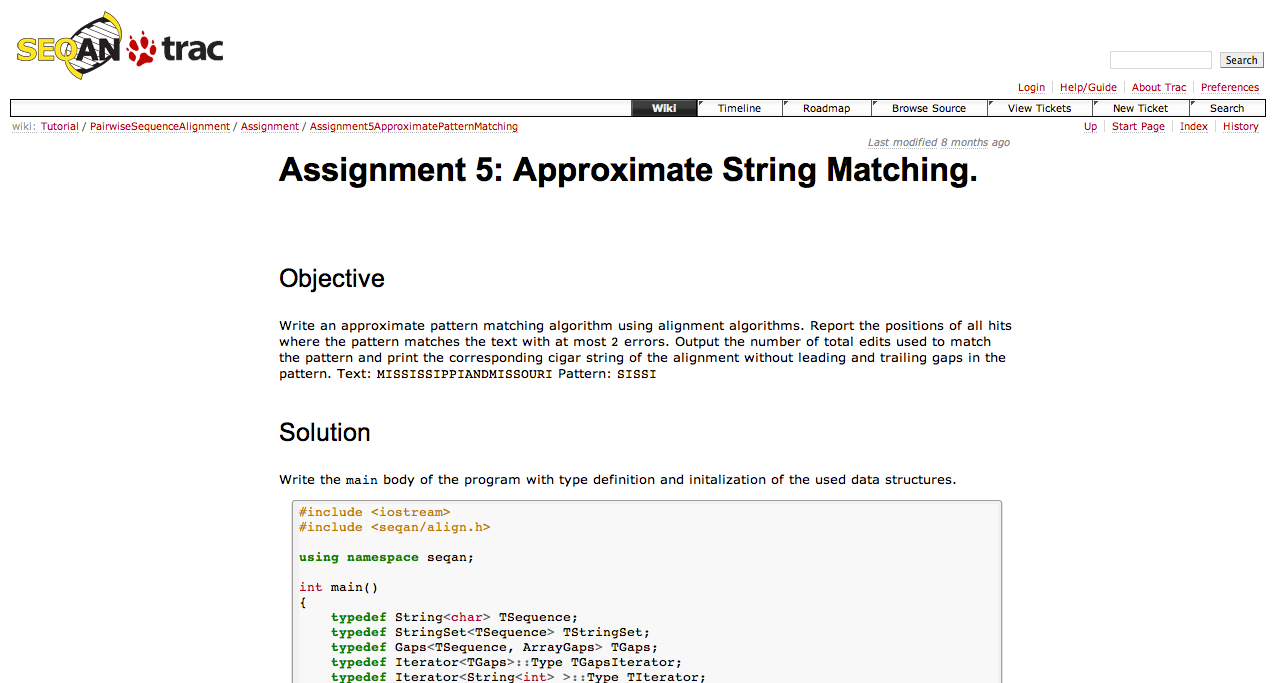 SEQAN trac
Search
Login Help/Guide About Trac Preferences
Wiki Timeline Roadmap Browse Source View Tickets New Ticket Search
wiki: Tutorial / PairwiseSequenceAlignment / Assignment / Assignment5ApproximatePatternMatching
Up Start Page Index History
Last modified 8 months ago
Assignment 5: Approximate String Matching.
Objective
Write an approximate pattern matching algorithm using alignment algorithms. Report the positions of all hits
where the pattern matches the text with at most 2 errors. Output the number of total edits used to match
the pattern and print the corresponding cigar string of the alignment without leading and trailing gaps in the
pattern. Text: MISSISSIPPIANDMISSOURI Pattern: SISSI
Solution
Write the main body of the program with type definition and initalization of the used data structures.
#include <iostream>
#include <seqan/align.h>
using namespace seqan;
int main()
{
typedef String<char> TSequence;
typedef StringSet<TSequence> TStringSet;
typedef Gaps<TSequence, ArrayGaps> TGaps;
typedef Iterator<TGaps>::Type TGapsIterator;
typedef Iterator<String<int> >::Type TIterator;